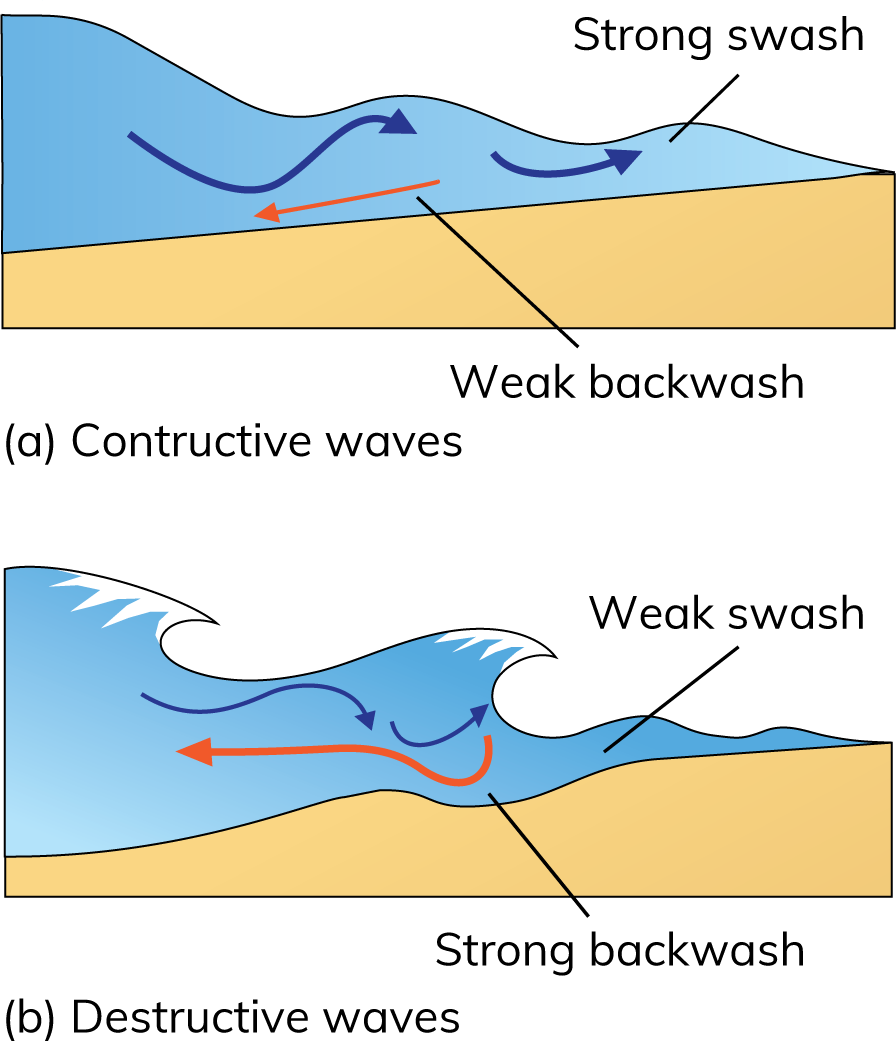 Strong swash
Weak backwash
(a) Contructive waves
Weak swash
Strong backwash
(b) Destructive waves